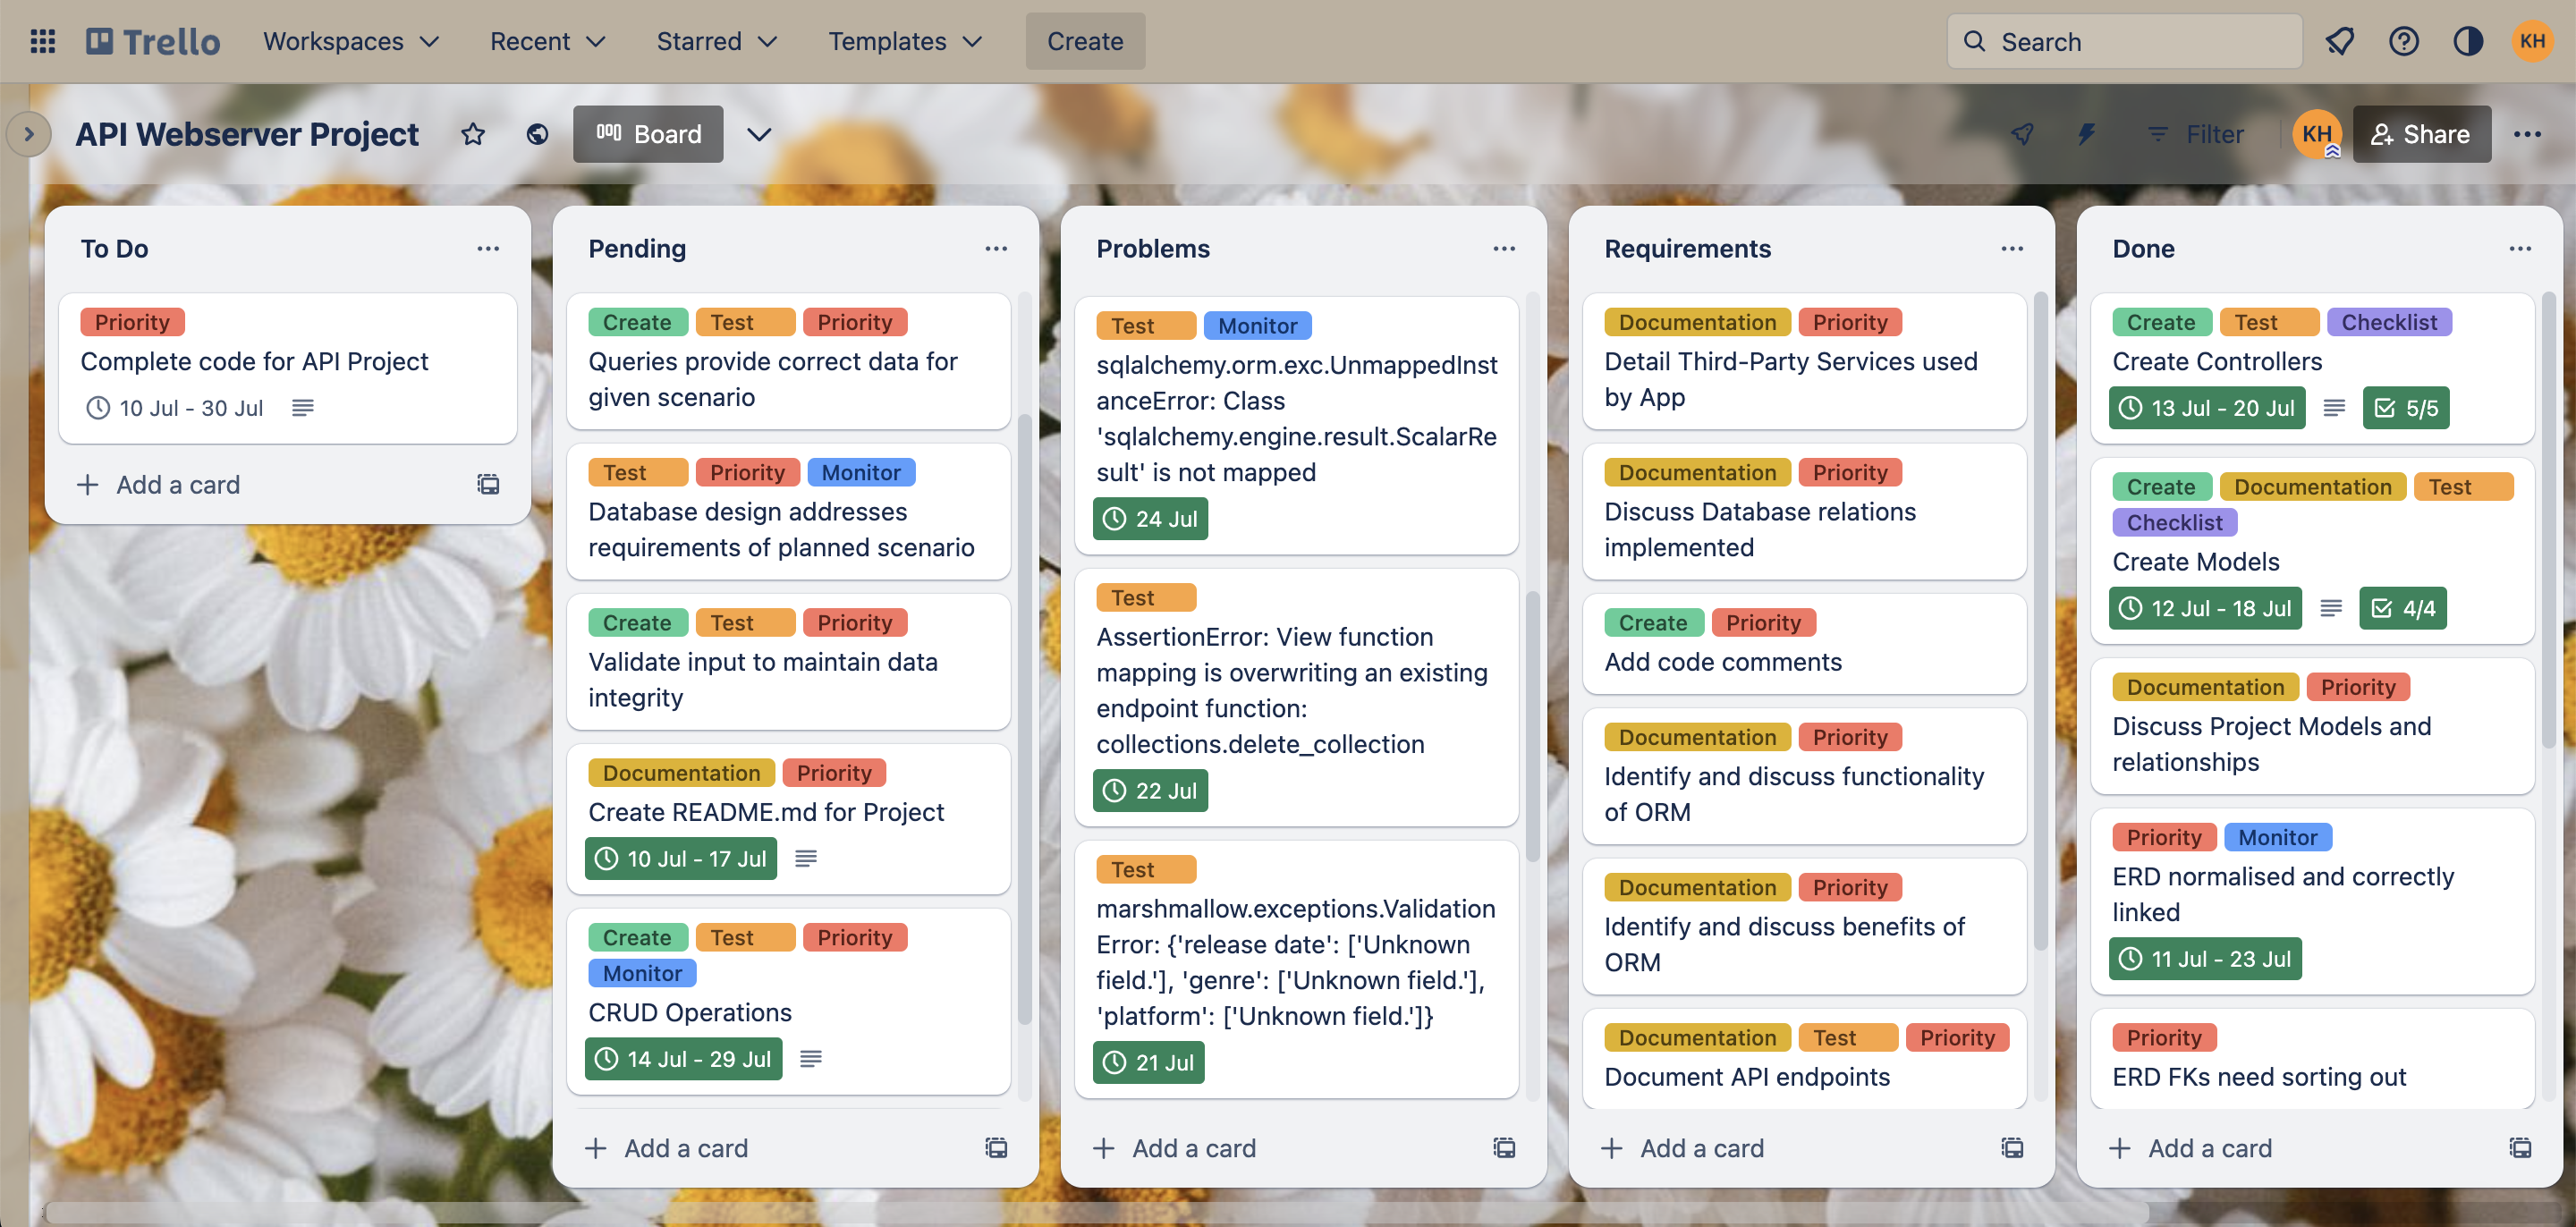 Trello Workspaces Recent Starred Templates Create Search KH
API Webserver Project Board Filter KH Share
To Do
Priority
Complete code for API Project
10 Jul - 30 Jul
Add a card
Pending
Create Test Priority
Queries provide correct data for
given scenario
Test Priority Monitor
Database design addresses
requirements of planned scenario
Create Test Priority
Validate input to maintain data
integrity
Documentation Priority
Create README.md for Project
10 Jul - 17 Jul
Create Test Priority
Monitor
CRUD Operations
14 Jul - 29 Jul
Add a card
Problems
Test Monitor
sqlalchemy.orm.exc.UnmappedInst
anceError: Class
'sqlalchemy.engine.result.ScalarRe
sult' is not mapped
24 Jul
Test
AssertionError: View function
mapping is overwriting an existing
endpoint function:
collections.delete_collection
22 Jul
Test
marshmallow.exceptions.Validation
Error: {'release date': ['Unknown
field.'], 'genre': ['Unknown field.'],
'platform': ['Unknown field.']}
21 Jul
Add a card
Requirements
Documentation Priority
Detail Third-Party Services used
by App
Documentation Priority
Discuss Database relations
implemented
Create Priority
Add code comments
Documentation Priority
Identify and discuss functionality
of ORM
Documentation Priority
Identify and discuss benefits of
ORM
Documentation Test Priority
Document API endpoints
Add a card
Done
Create Test Checklist
Create Controllers
13 Jul - 20 Jul 5/5
Create Documentation Test
Checklist
Create Models
12 Jul - 18 Jul 4/4
Documentation Priority
Discuss Project Models and
relationships
Priority Monitor
ERD normalised and correctly
linked
11 Jul - 23 Jul
Priority
ERD FKs need sorting out
Add a card